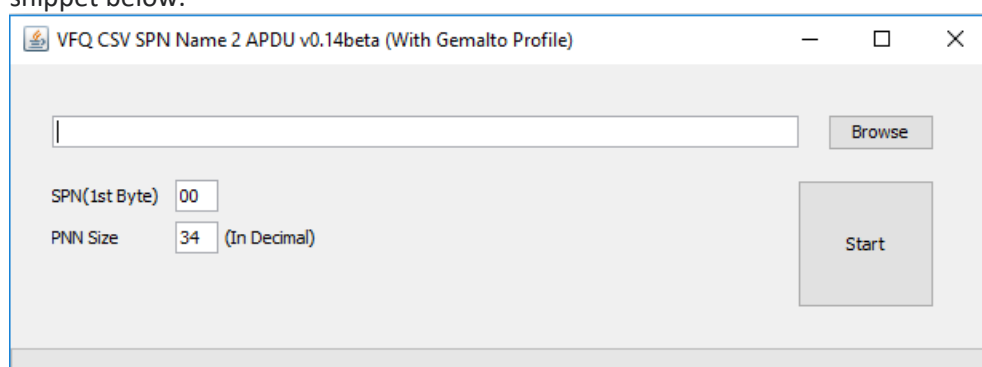 snippet below.
VFQ CSV SPN Name 2 APDU v0.14beta (With Gemalto Profile)
Browse
SPN(1st Byte) 00
PNN Size 34 (In Decimal)
Start